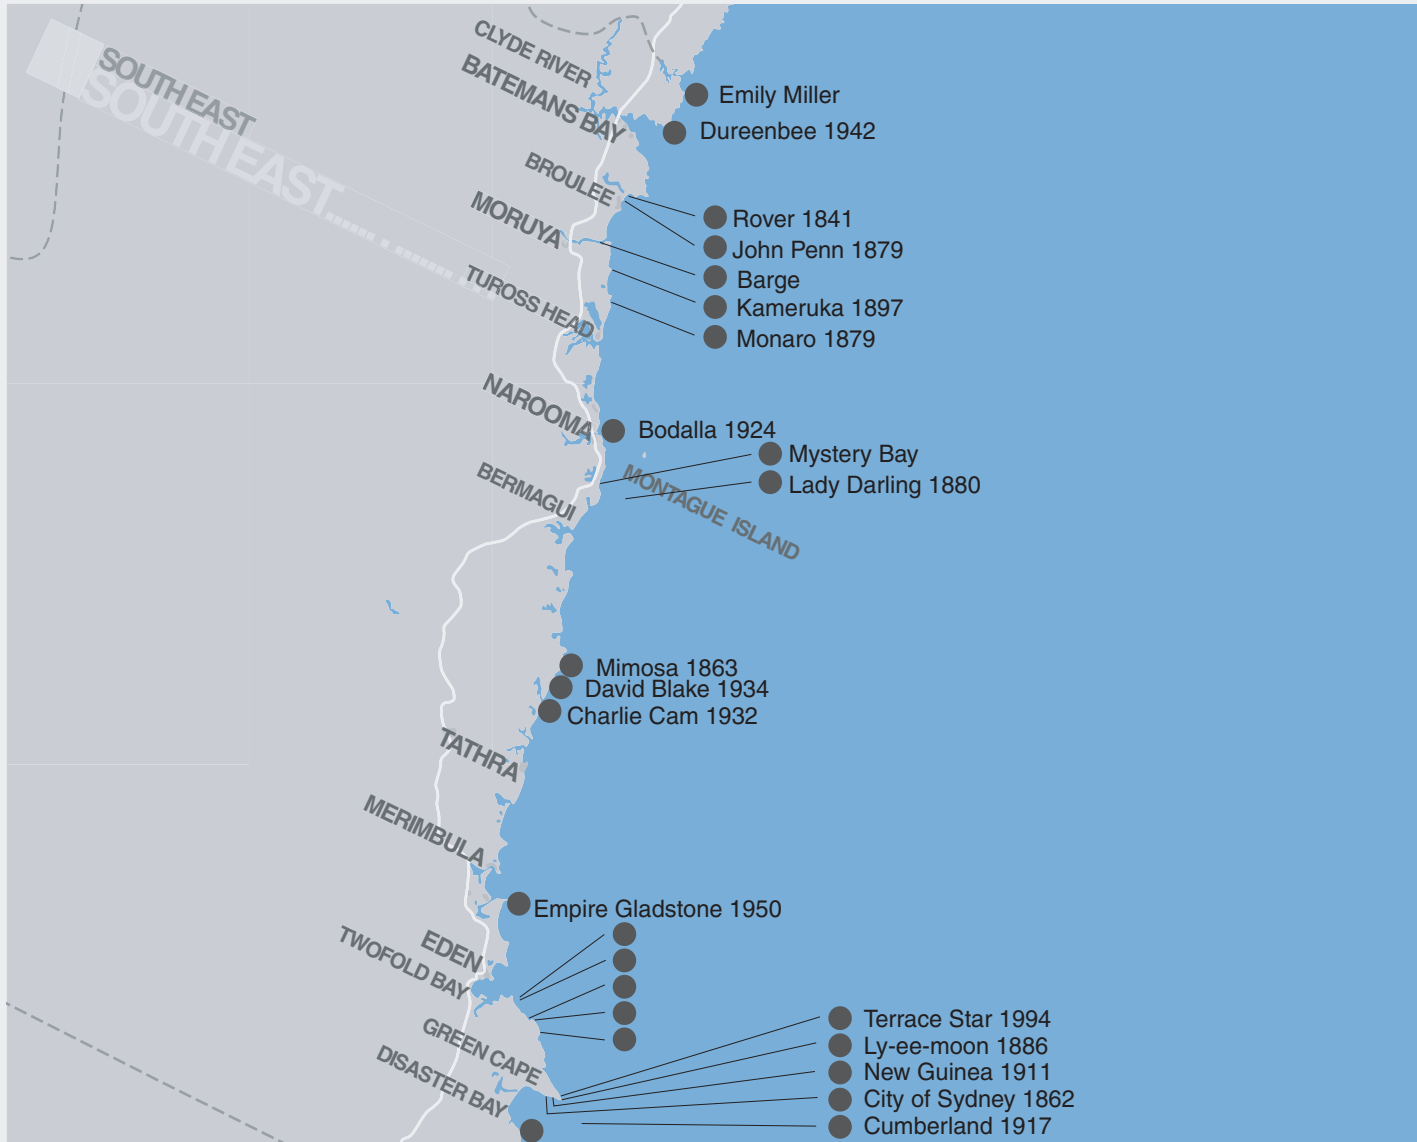 CLYDE RIVER
SOUTH EAST
SOUTH EAST
BATEMANS BAY
Emily Miller
Dureenbee 1942
BROULEE
MORUYA
Rover 1841
John Penn 1879
Barge
TUROSS HEAD
Kameruka 1897
Monaro 1879
NAROOMA
Bodalla 1924
Mystery Bay
BERMAGUI
Lady Darling 1880
MONTAGUE ISLAND
Mimosa 1863
David Blake 1934
Charlie Cam 1932
TATHRA
MERIMBULA
Empire Gladstone 1950
EDEN
TWOFOLD BAY
GREEN CAPE
Terrace Star 1994
Ly-ee-moon 1886
DISASTER BAY
New Guinea 1911
City of Sydney 1862
Cumberland 1917